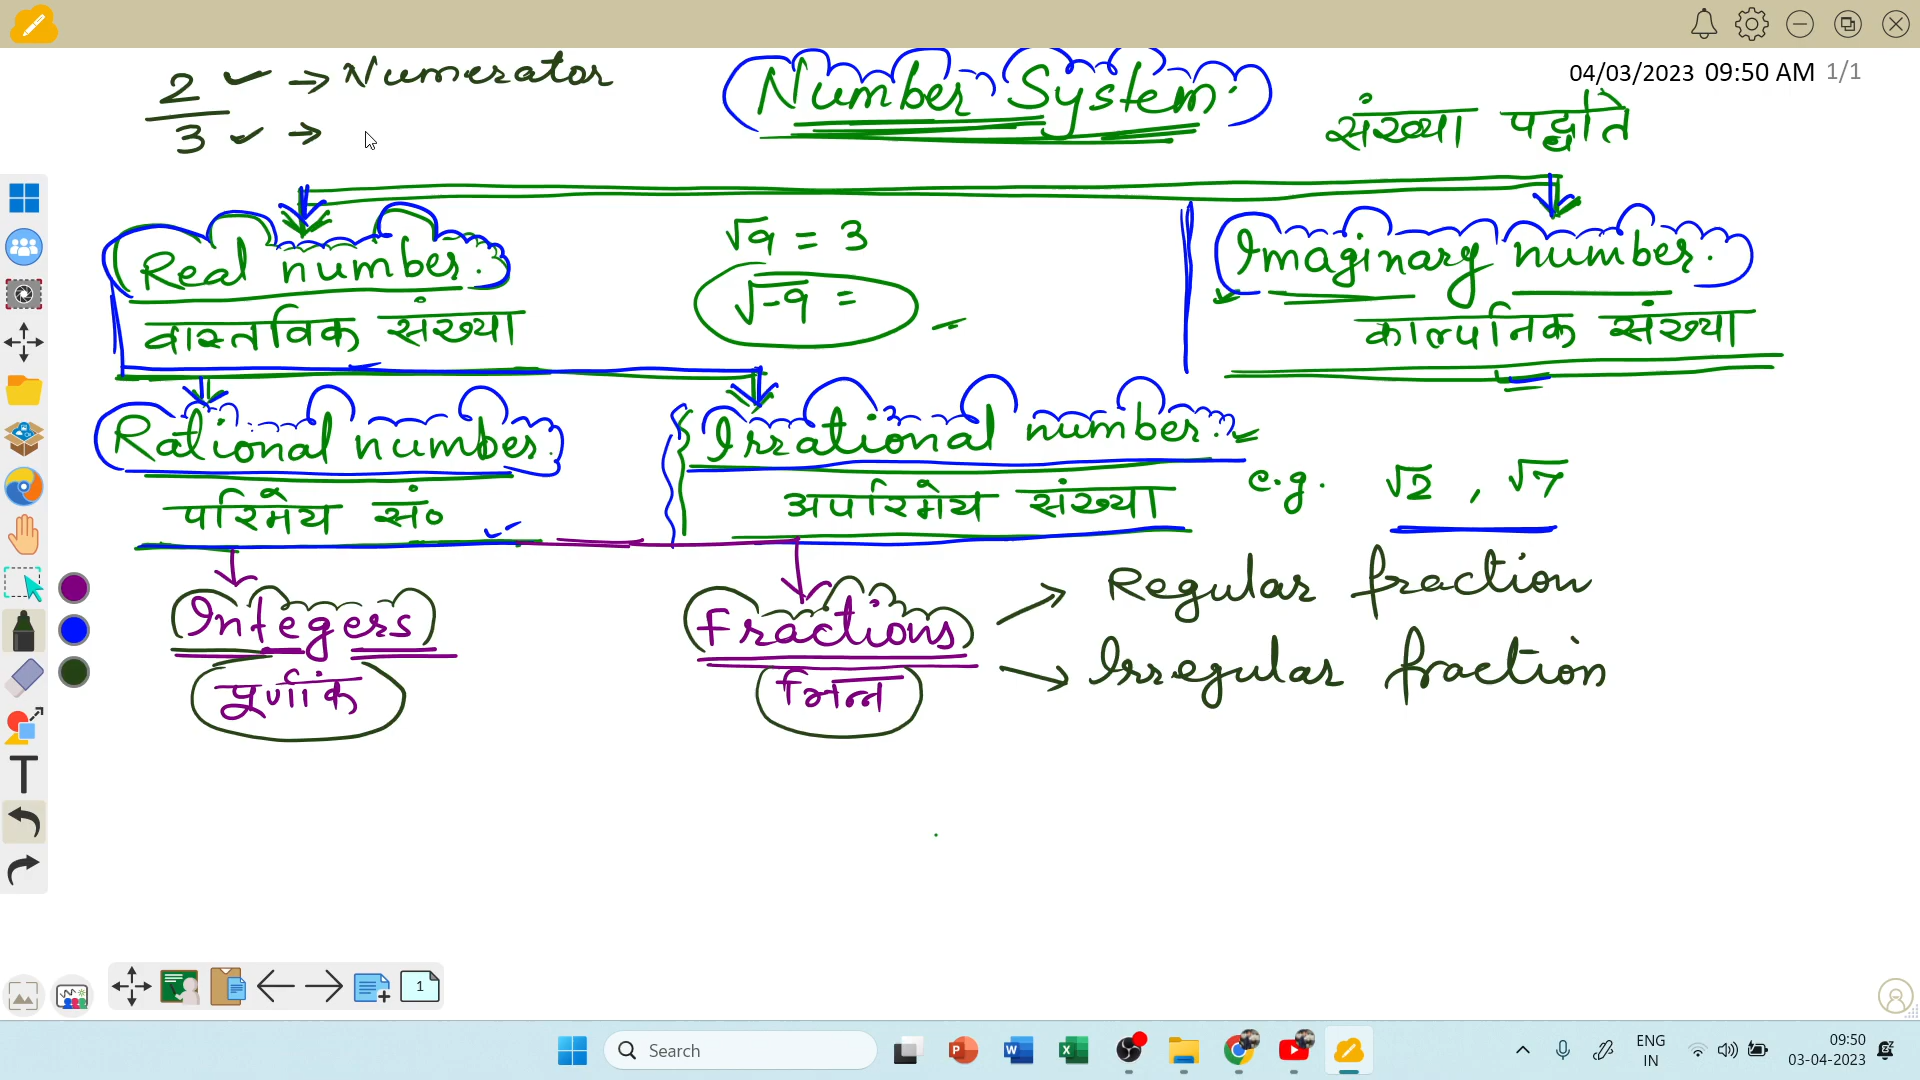 04/03/2023 09:50 AM 1/1
2 → Numerator
3 →
Number System.
संख्या पद्धति
Real number.
वास्तविक संख्या
√9 = 3
√-9 =
Imaginary number.
काल्पनिक संख्या
Rational number.
परिमेय सं०
Irrational number.
अपरिमेय संख्या
e.g. √2 , √7
Integers
पूर्णांक
Fractions
भिन्न
Regular fraction
Irregular fraction
T
1
Search
P
W
X
ENG
IN
09:50
03-04-2023